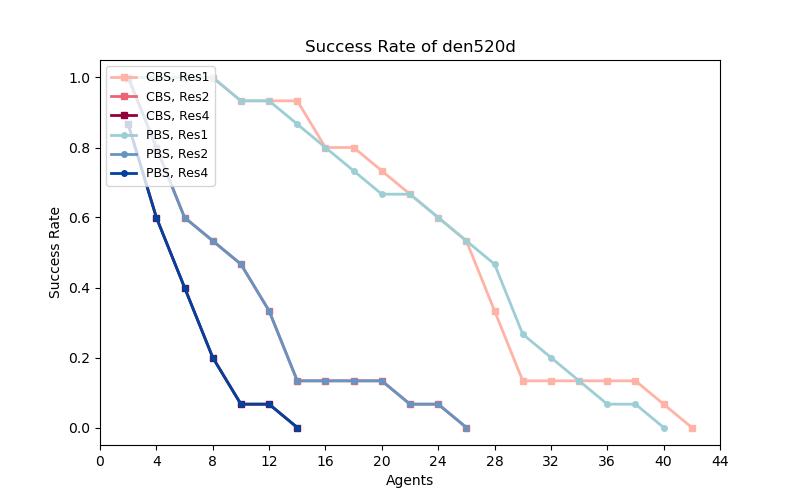 Success Rate of den520d
1.0
0.8
0.6
0.4
0.2
0.0
Success Rate
CBS, Res1
CBS, Res2
CBS, Res4
PBS, Res1
PBS, Res2
PBS, Res4
0 4 8 12 16 20 24 28 32 36 40 44
Agents